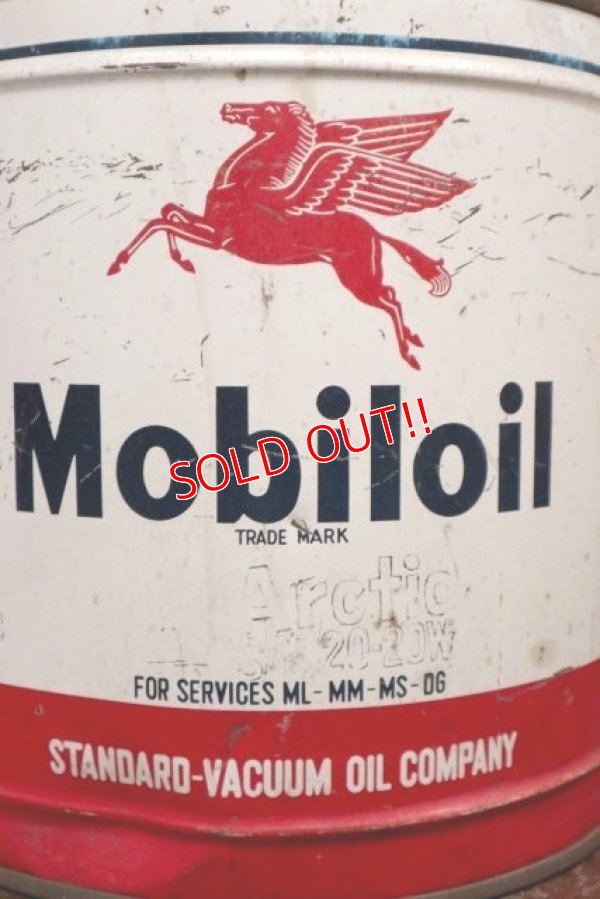 Mobiloil
SOLD OUT!!
TRADE MARK
Arctic
20-20W
FOR SERVICES ML-MM-MS-DG
STANDARD-VACUUM OIL COMPANY